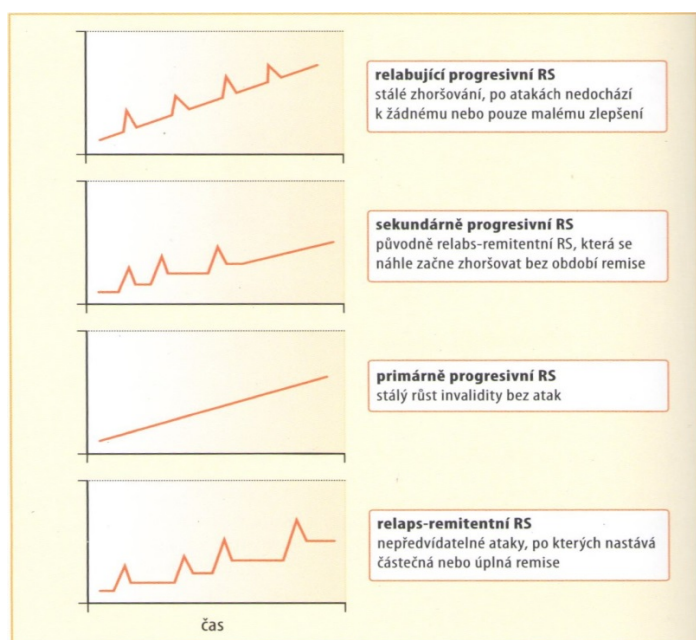 relabující progresivní RS
stálé zhoršování, po atakách nedochází
k žádnému nebo pouze malému zlepšení
sekundárně progresivní RS
původně relabs-remitentní RS, která se
náhle začne zhoršovat bez období remise
primárně progresivní RS
stálý růst invalidity bez atak
relaps-remitentní RS
nepředvídatelné ataky, po kterých nastává
částečná nebo úplná remise
čas